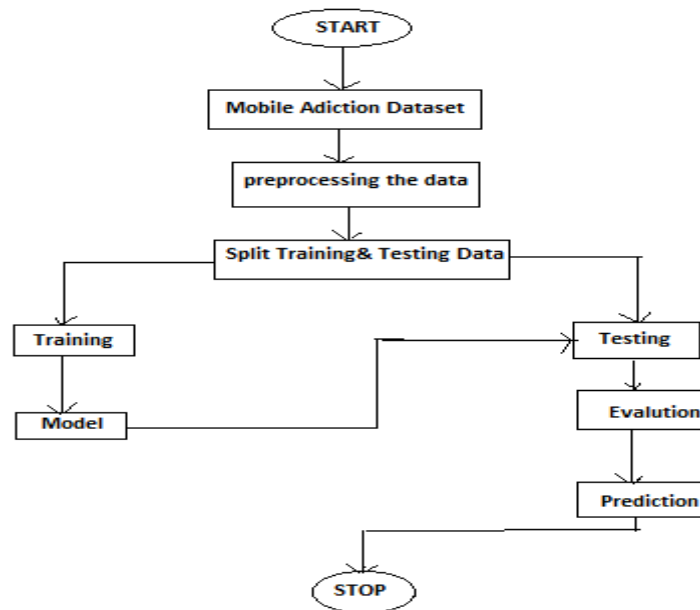 START
Mobile Adiction Dataset
preprocessing the data
Split Training& Testing Data
Training
Testing
Model
Evalution
Prediction
STOP